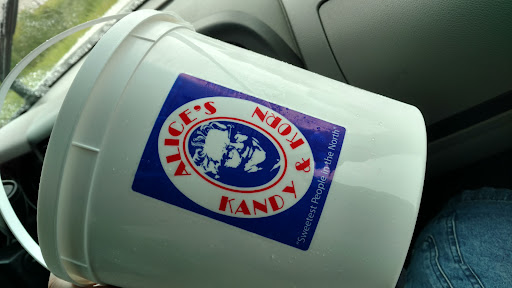 ALICE'S
KANDY & KORN
"Sweetest People in the North"